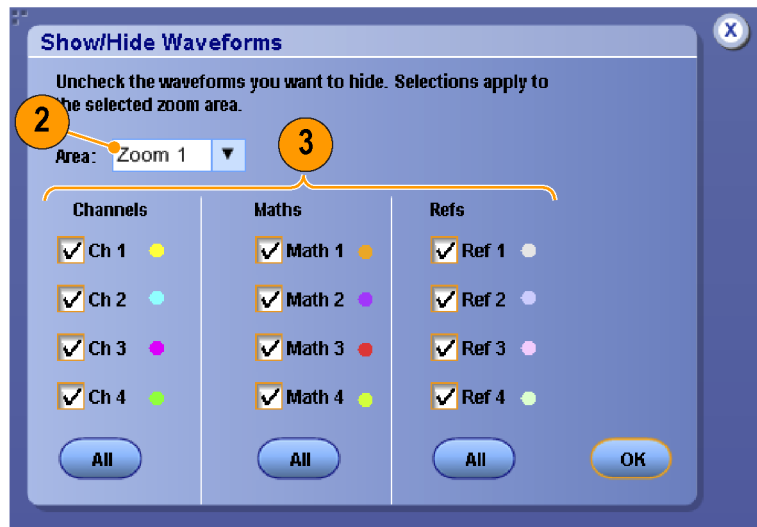 Show/Hide Waveforms
X
Uncheck the waveforms you want to hide. Selections apply to
the selected zoom area.
2
3
Area: Zoom 1
Channels Maths Refs
Ch 1 Math 1 Ref 1
Ch 2 Math 2 Ref 2
Ch 3 Math 3 Ref 3
Ch 4 Math 4 Ref 4
All All All OK